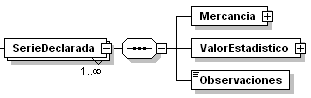 Mercancia
SerieDeclarada
ValorEstadistico
1..∞
Observaciones